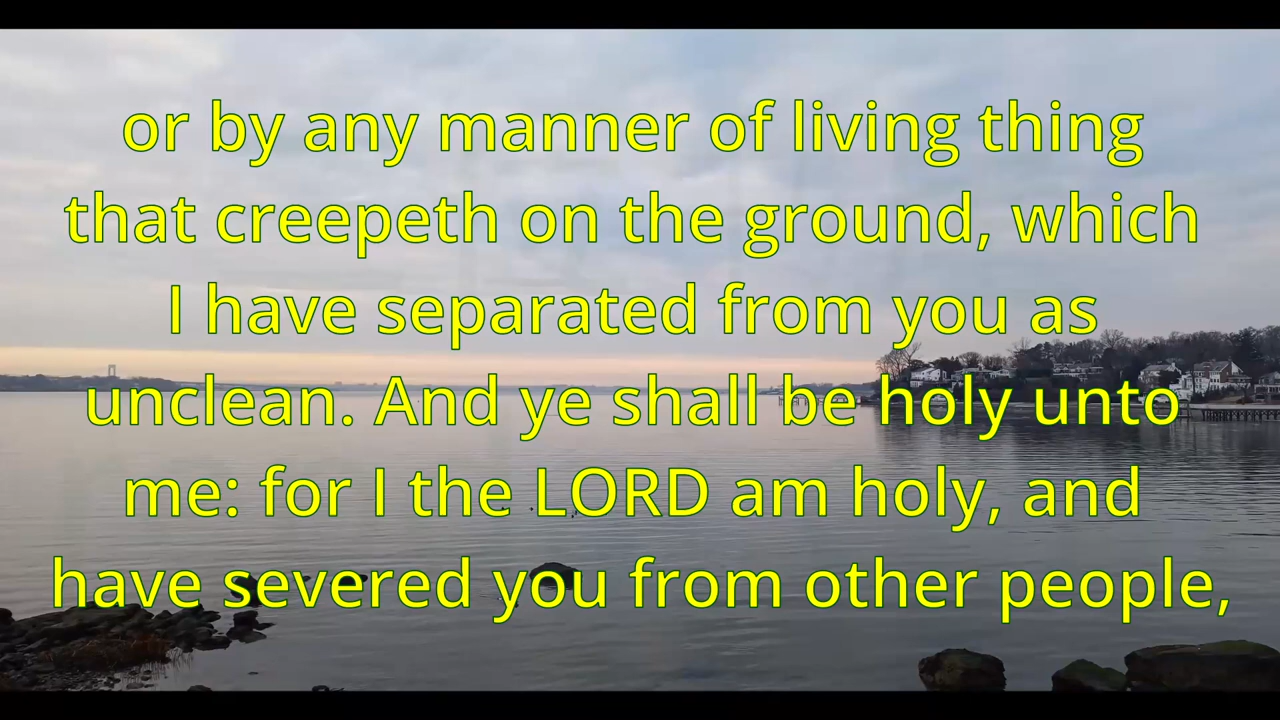 or by any manner of living thing
that creepeth on the ground, which
I have separated from you as
unclean. And ye shall be holy unto
me: for I the LORD am holy, and
have severed you from other people,